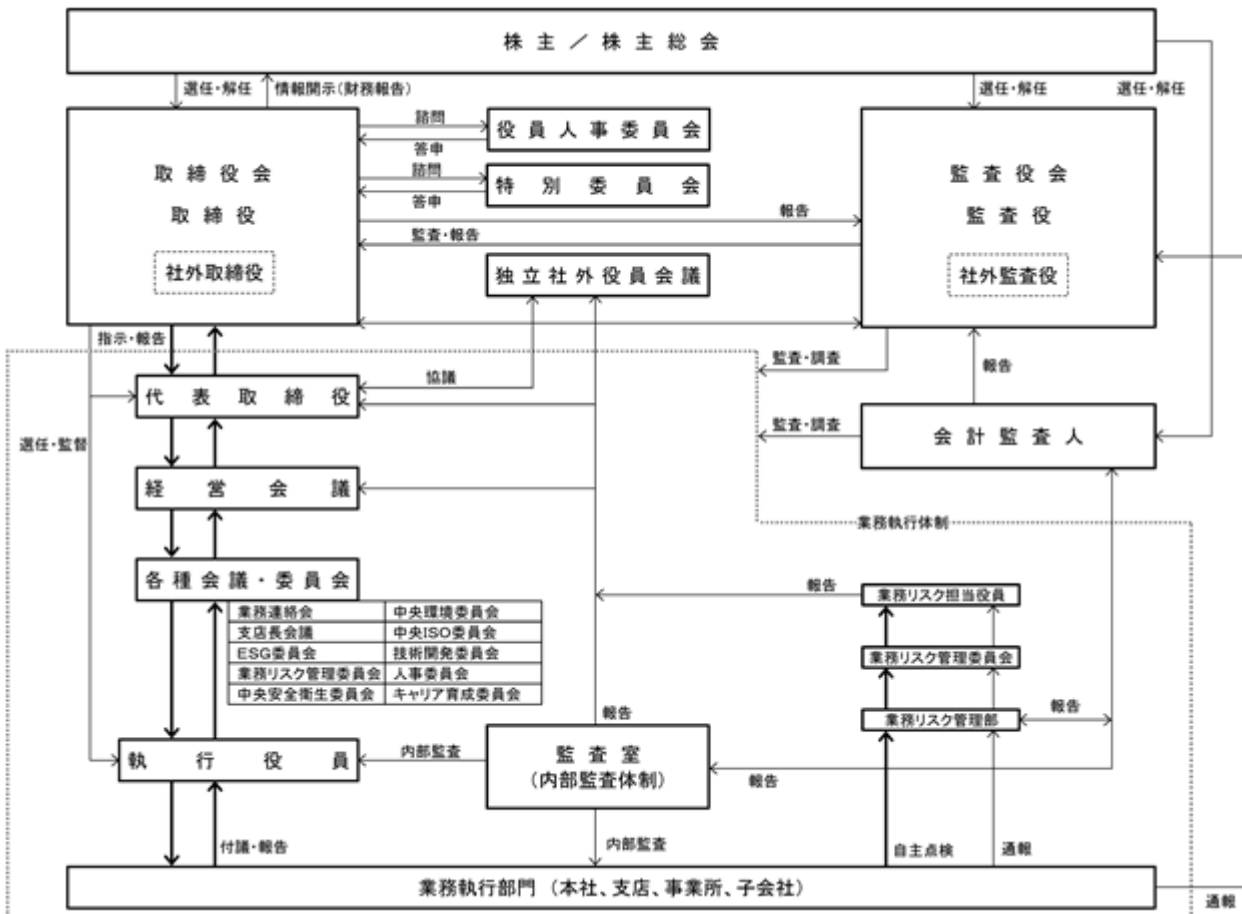 株主／株主総会
選任・解任
情報開示(財務報告)
選任・解任
選任・解任
取締役会
取締役
社外取締役
諮問
答申
役員人事委員会
諮問
答申
特別委員会
報告
監査・報告
独立社外役員会議
監査役会
監査役
社外監査役
指示・報告
監査・調査
報告
協議
代表取締役
選任・監督
監査・調査
会計監査人
経営会議
業務執行体制
各種会議・委員会
業務連絡会
中央環境委員会
支店長会議
中央ISO委員会
ESG委員会
技術開発委員会
業務リスク管理委員会
人事委員会
中央安全衛生委員会
キャリア育成委員会
報告
業務リスク担当役員
業務リスク管理委員会
業務リスク管理部
報告
報告
執行役員
内部監査
監査室
(内部監査体制)
報告
付議・報告
内部監査
自主点検
通報
業務執行部門 (本社、支店、事業所、子会社)
通報